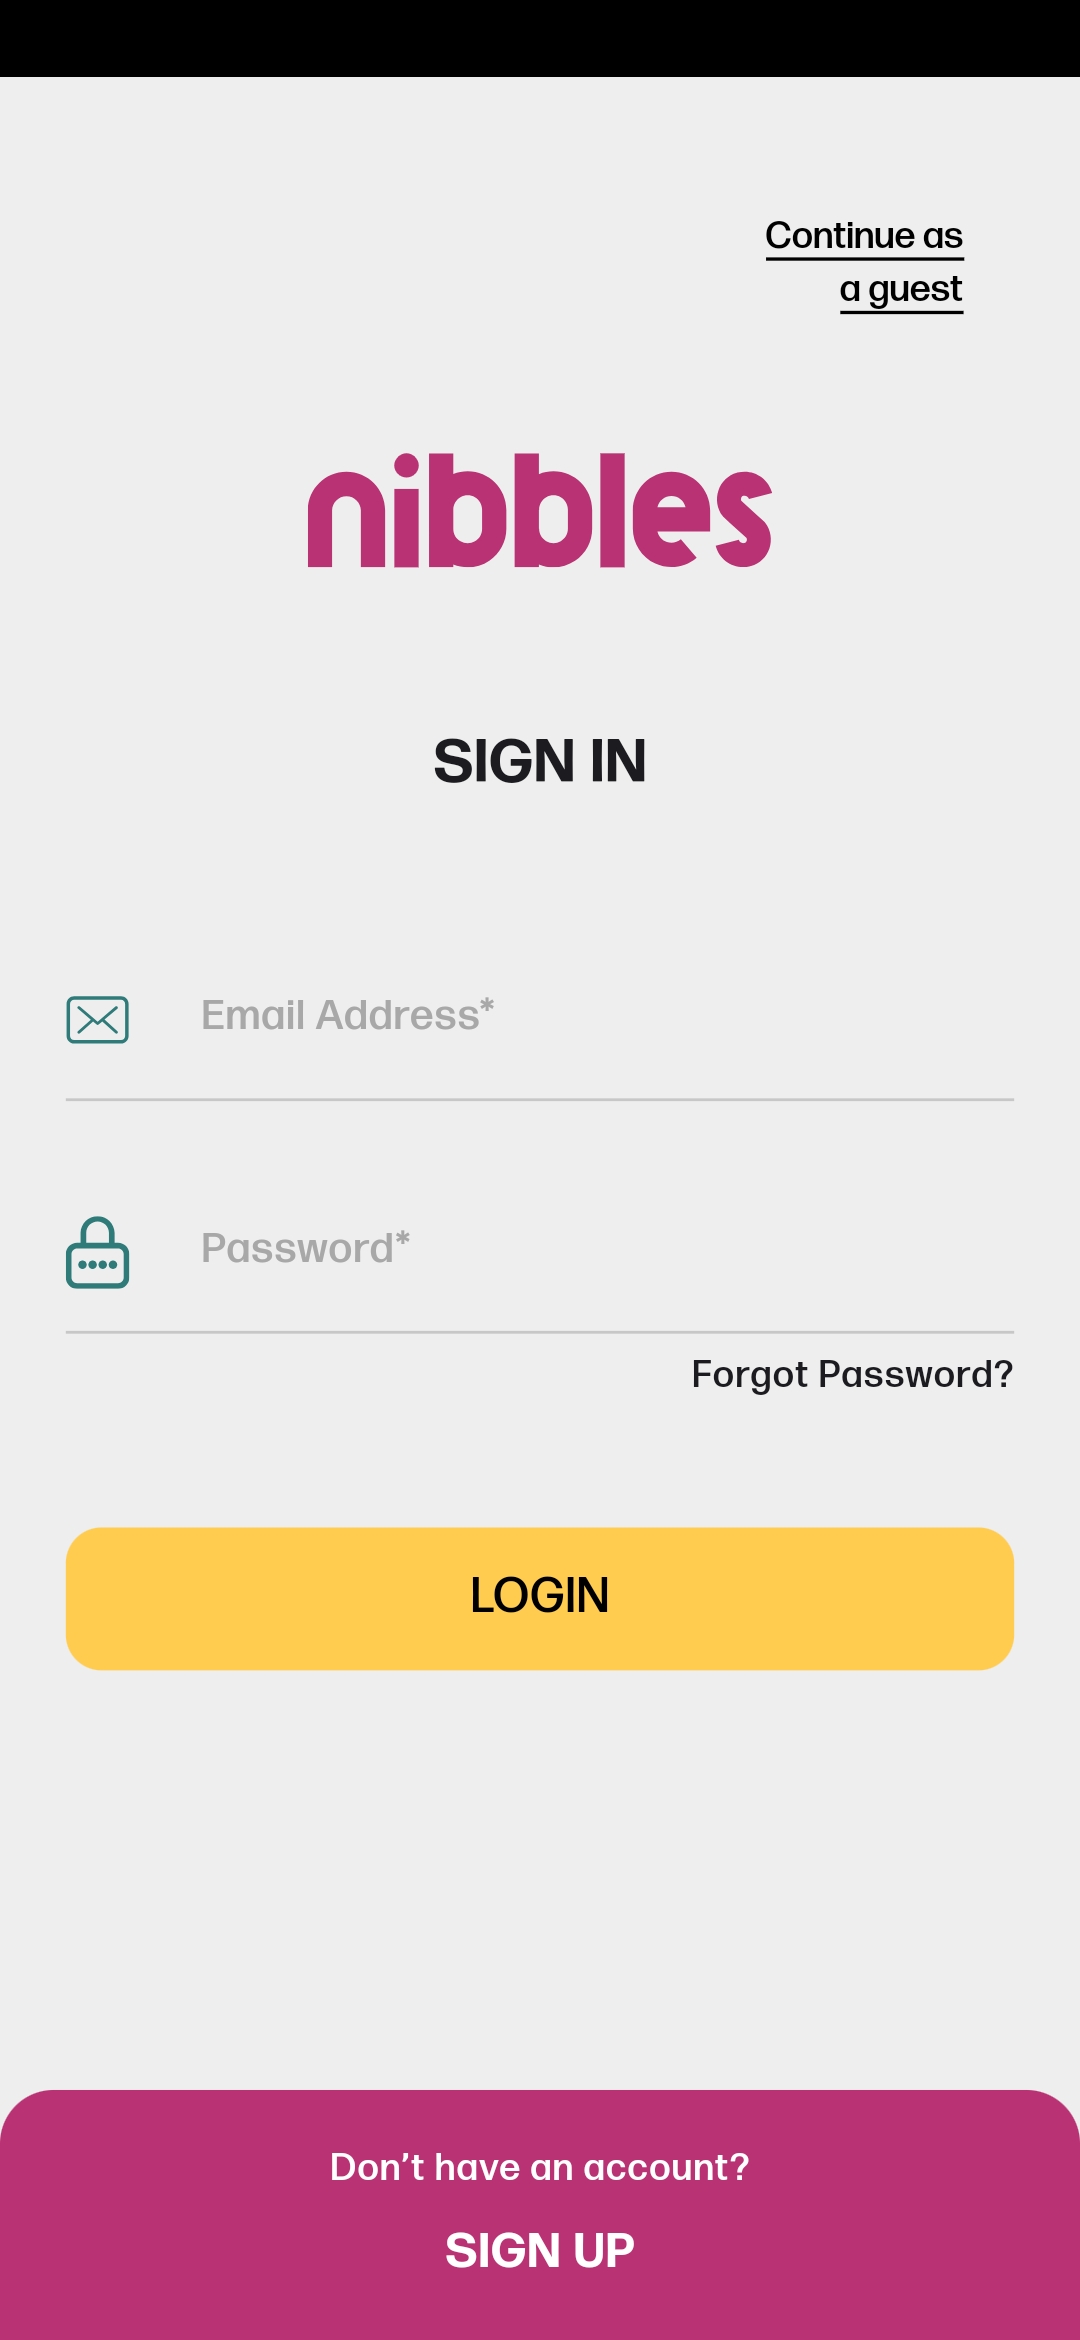 Continue as
a guest
nibbles
SIGN IN
Email Address*
Password*
Forgot Password?
LOGIN
Don’t have an account?
SIGN UP